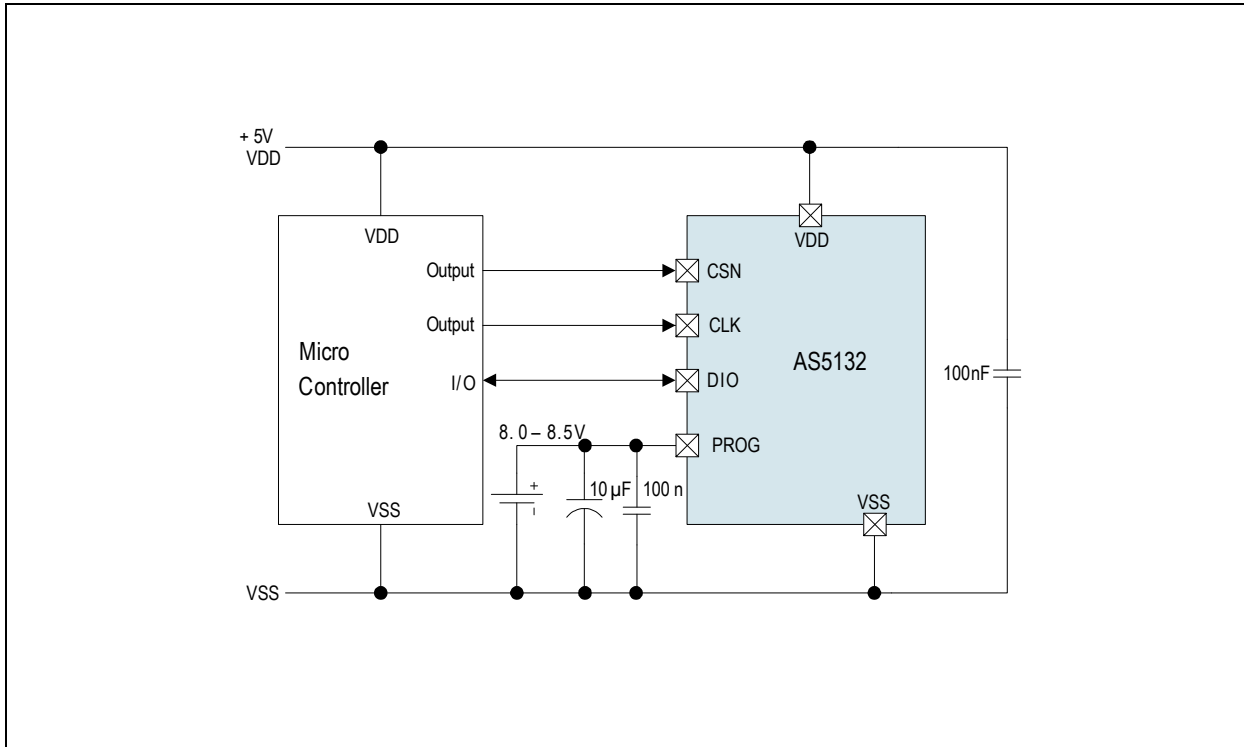 + 5V
VDD
VDD
VDD
Output
CSN
Output
CLK
Micro
Controller
AS5132
I/O
DIO
100nF
8. 0 – 8.5V
PROG
+
10 µF
100 n
–
VSS
VSS
VSS